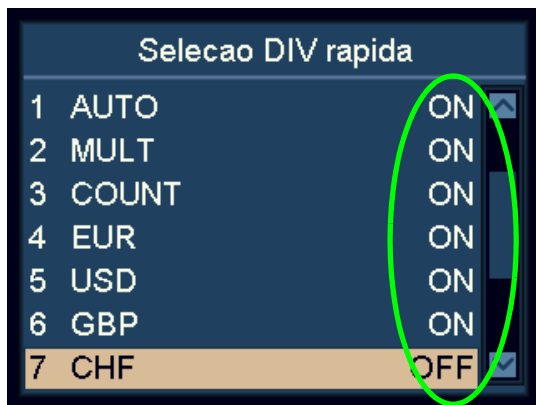 Selecao DIV rapida
1 AUTO ON
2 MULT ON
3 COUNT ON
4 EUR ON
5 USD ON
6 GBP ON
7 CHF OFF